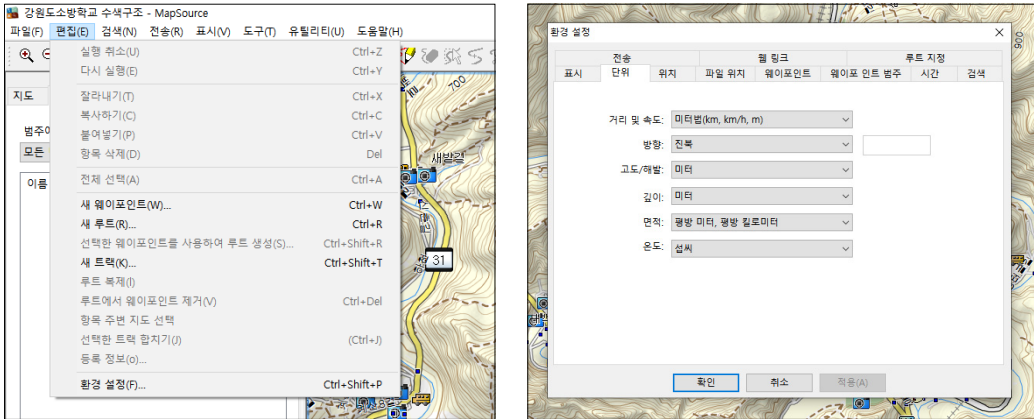 강원도소방학교 수색구조 - MapSource
파일(F) 편집(E) 검색(N) 전송(R) 표시(V) 도구(T) 유틸리티(U) 도움말(H)
실행 취소(U) Ctrl+Z
다시 실행(E) Ctrl+Y
잘라내기(T) Ctrl+X
복사하기(C) Ctrl+C
붙여넣기(P) Ctrl+V
항목 삭제(D) Del
전체 선택(A) Ctrl+A
새 웨이포인트(W)... Ctrl+W
새 루트(R)... Ctrl+R
선택한 웨이포인트를 사용하여 루트 생성(S)... Ctrl+Shift+R
새 트랙(K)... Ctrl+Shift+T
루트 복제(I)
루트에서 웨이포인트 제거(V) Ctrl+Del
항목 주변 지도 선택
선택한 트랙 합치기(J) (Ctrl+J)
등록 정보(o)...
환경 설정(F)... Ctrl+Shift+P
지도
범주에
모든
이름
700
새밭길
31
환경 설정
전송 웹 링크 루트 지정
표시 단위 위치 파일 위치 웨이포인트 웨이포 인트 범주 시간 검색
거리 및 속도: 미터법(km, km/h, m)
방향: 진북
고도/해발: 미터
깊이: 미터
면적: 평방 미터, 평방 킬로미터
온도: 섭씨
확인 취소 적용(A)
900